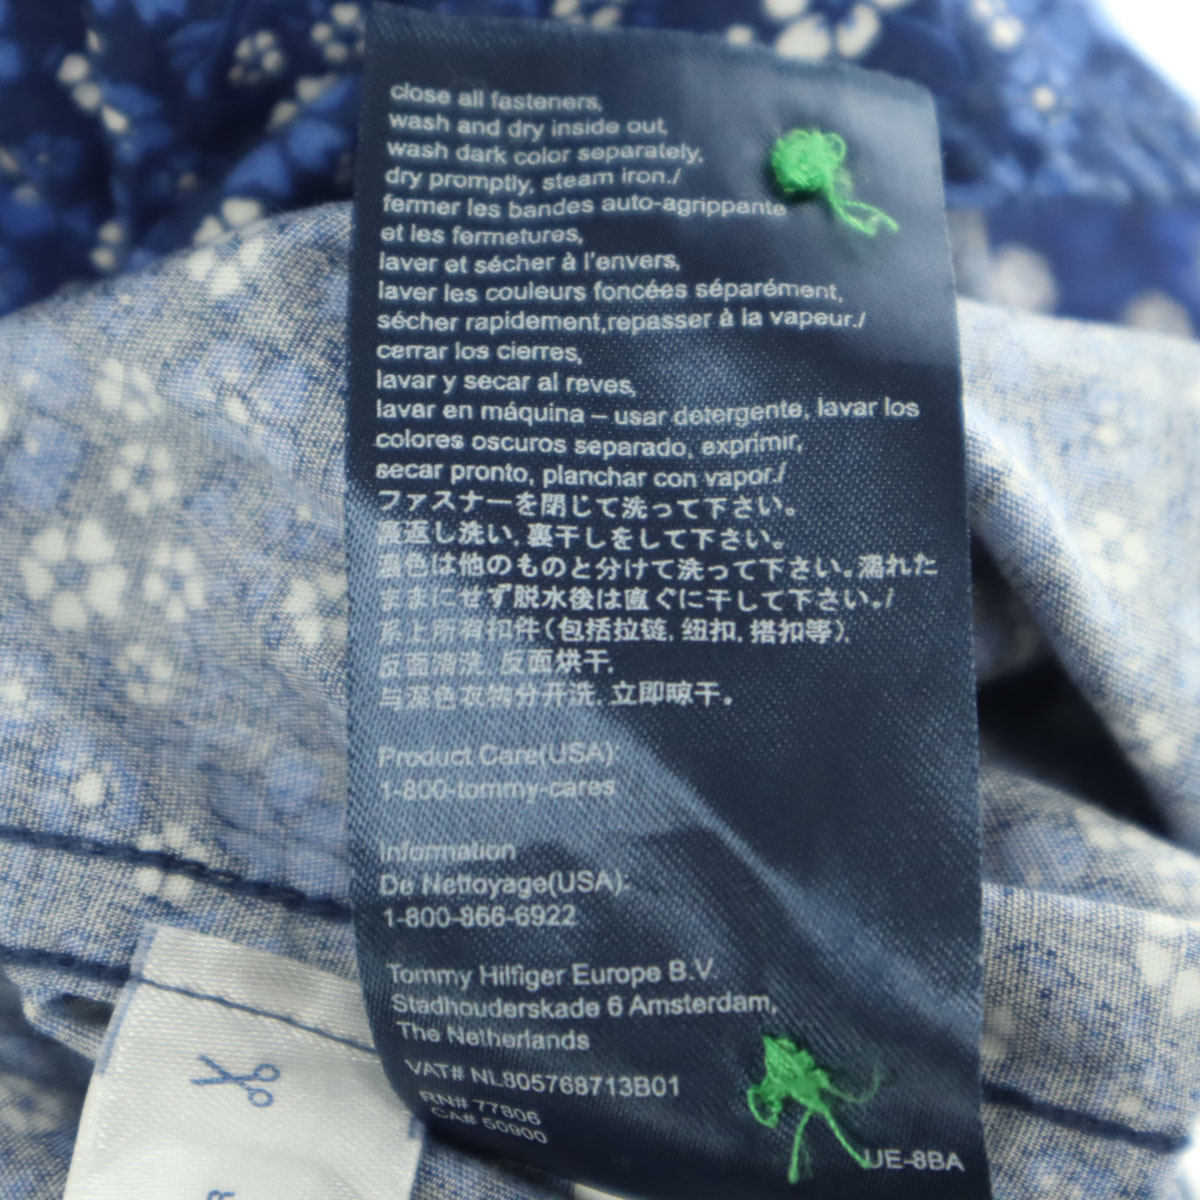 close all fasteners,
wash and dry inside out,
wash dark color separately,
dry promptly, steam iron./
fermer les bandes auto-agrippante
et les fermetures,
laver et sécher à l'envers,
laver les couleurs foncées séparément,
sécher rapidement,repasser à la vapeur./
cerrar los cierres,
lavar y secar al reves,
lavar en máquina – usar detergente, lavar los
colores oscuros separado, exprimir,
secar pronto, planchar con vapor./
ファスナーを閉じて洗って下さい。
裏返し洗い,裏干しをして下さい。
濃色は他のものと分けて洗って下さい。濡れた
ままにせず脱水後は直ぐに干して下さい。/
系上所有扣件(包括拉链,纽扣,搭扣等),
反面清洗,反面烘干,
与深色衣物分开洗,立即晾干。
Product Care(USA):
1-800-tommy-cares
Information
De Nettoyage(USA):
1-800-866-6922
Tommy Hilfiger Europe B.V.
Stadhouderskade 6 Amsterdam,
The Netherlands
VAT# NL805768713B01
RN# 77806
CA# 50900
UE-8BA